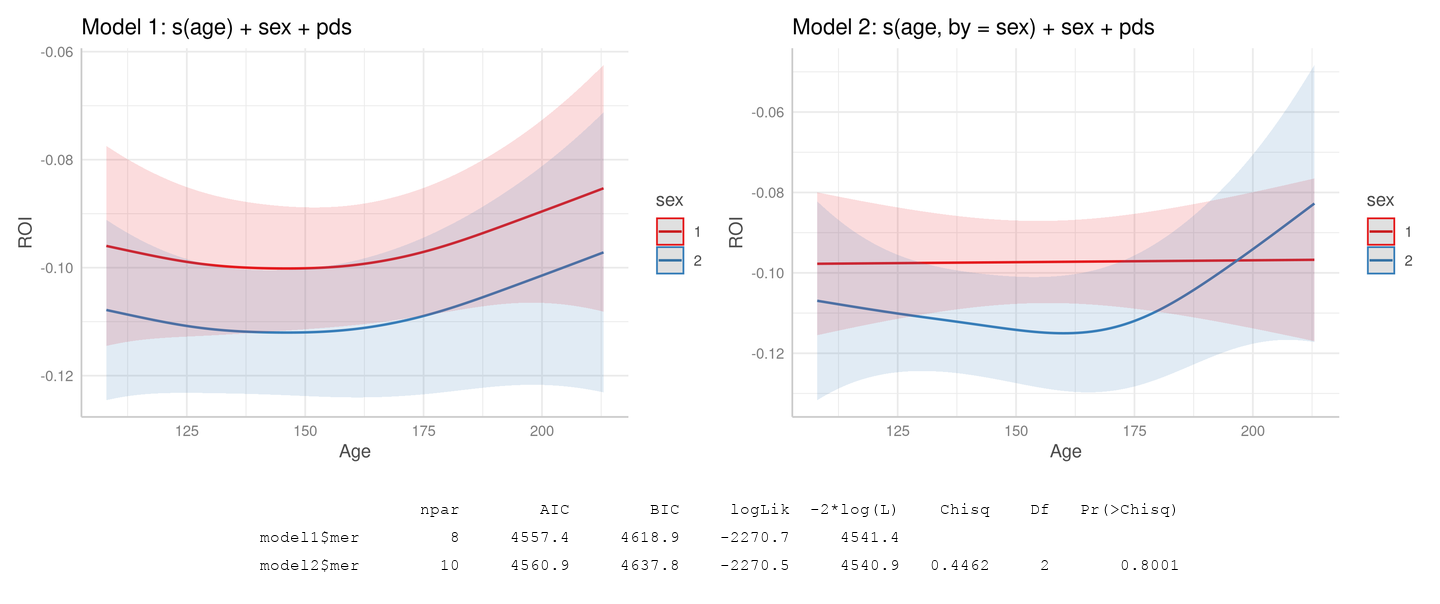 Model 1: s(age) + sex + pds
-0.06
-0.08
-0.10
-0.12
ROI
125 150 175 200
Age
sex
1
2
Model 2: s(age, by = sex) + sex + pds
-0.06
-0.08
-0.10
-0.12
ROI
125 150 175 200
Age
sex
1
2
npar AIC BIC logLik -2*log(L) Chisq Df Pr(>Chisq)
model1$mer 8 4557.4 4618.9 -2270.7 4541.4
model2$mer 10 4560.9 4637.8 -2270.5 4540.9 0.4462 2 0.8001